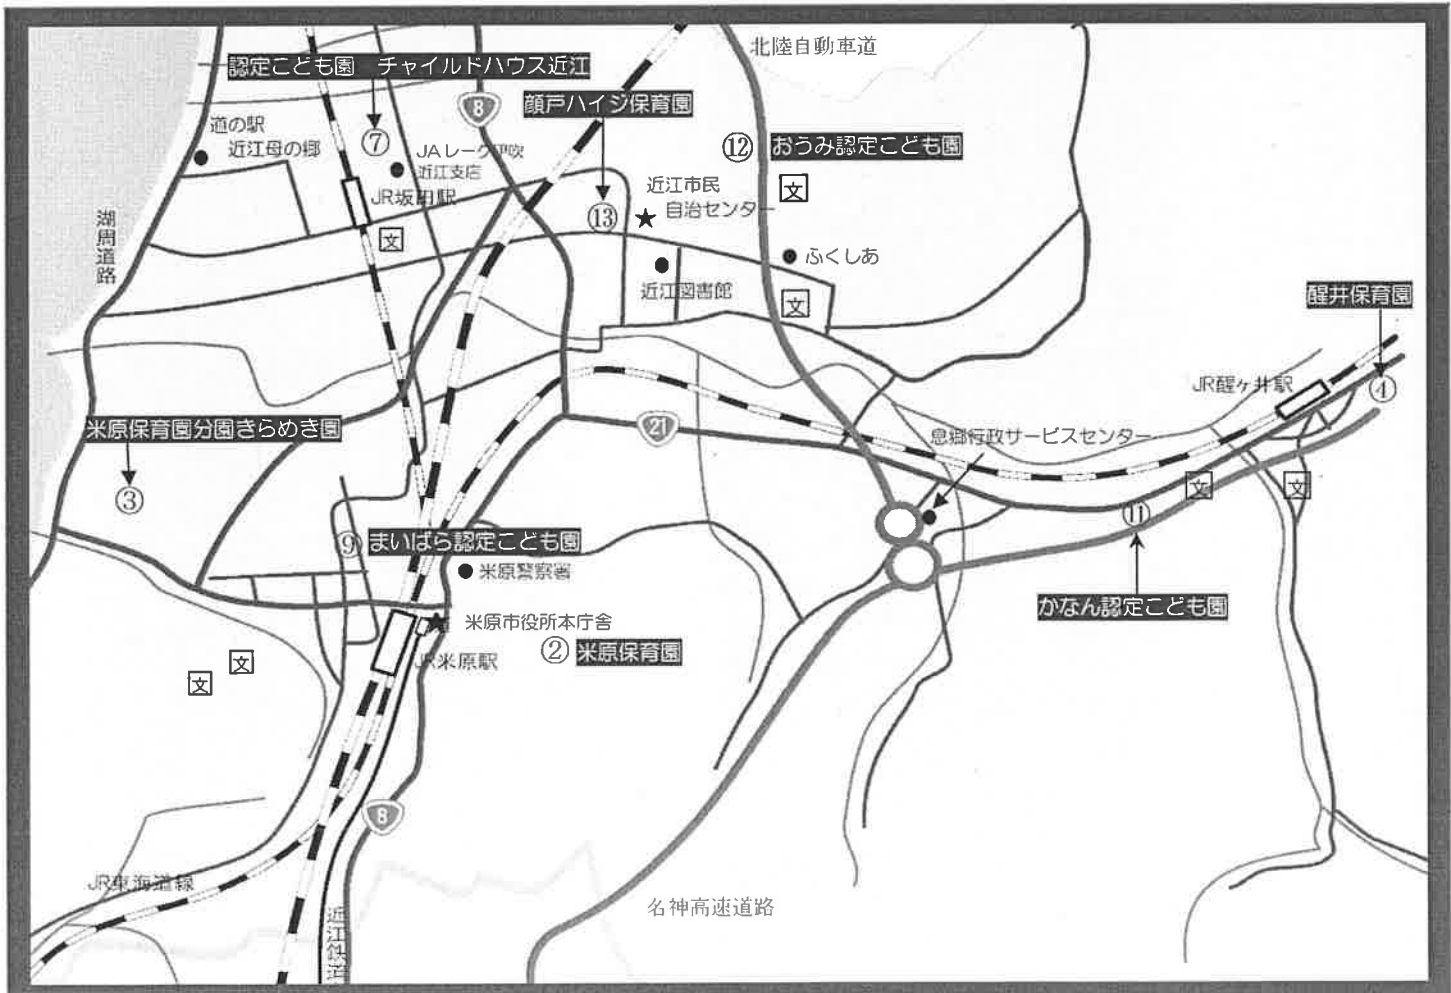 北陸自動車道
認定こども園　チャイルドハウス近江
8
顔戸ハイジ保育園
道の駅
近江母の郷
⑦
JAレーク伊吹
近江支店
⑫
おうみ認定こども園
文
JR坂田駅
近江市民
自治センター
⑬
湖周道路
文
ふくしあ
近江図書館
文
醒井保育園
JR醒ヶ井駅
④
米原保育園分園きらめき園
21
息郷行政サービスセンター
③
文
文
⑪
⑨
まいばら認定こども園
米原警察署
かなん認定こども園
米原市役所本庁舎
②
米原保育園
JR米原駅
文
文
8
JR東海道線
名神高速道路
近江鉄道